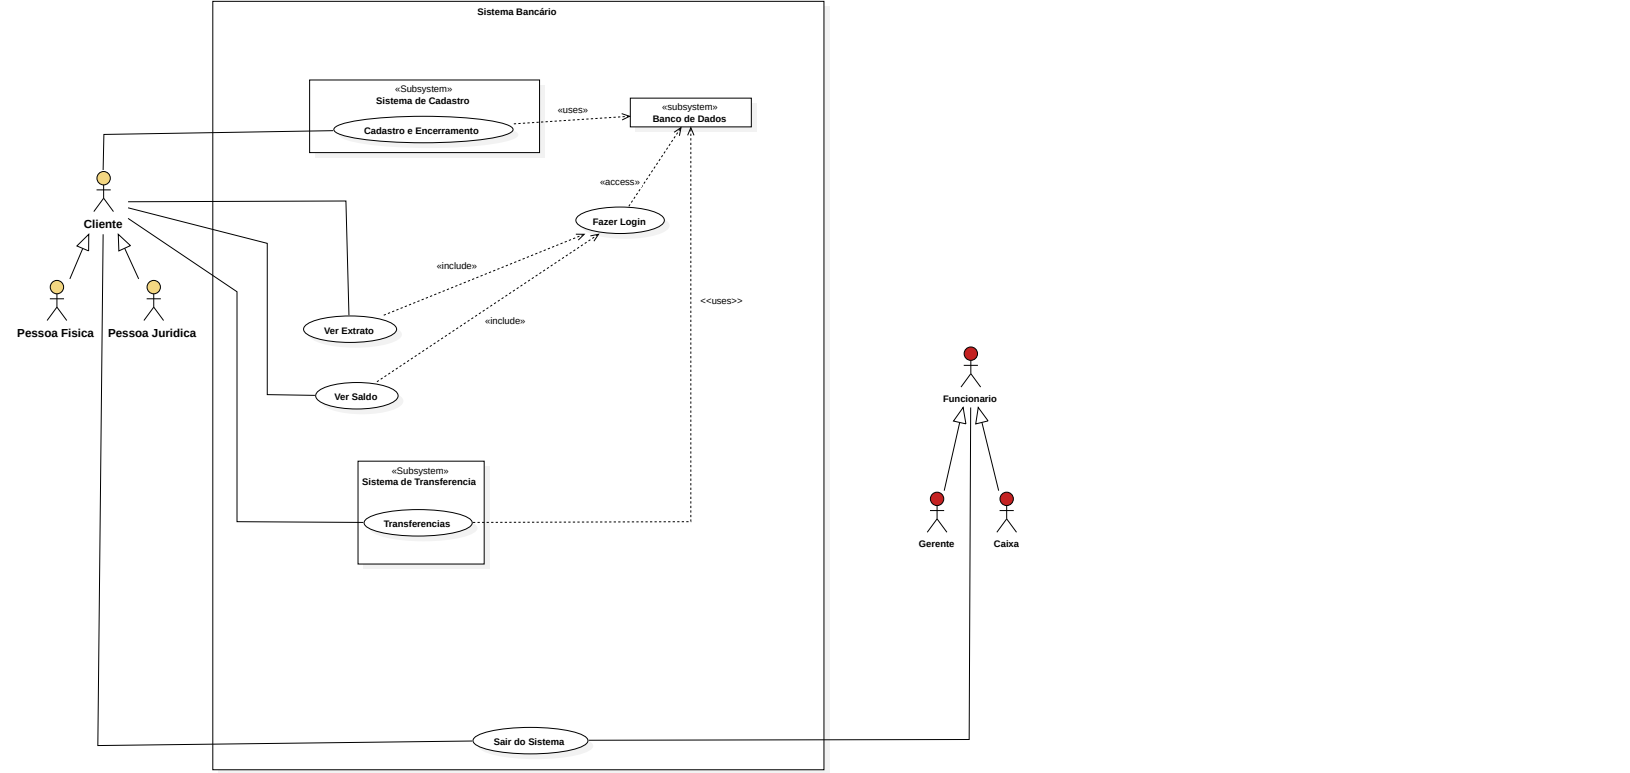 Sistema Bancário
«Subsystem»
Sistema de Cadastro
Cadastro e Encerramento
«uses»
«subsystem»
Banco de Dados
«access»
Fazer Login
Cliente
«include»
«include»
<<uses>>
Pessoa Fisica
Pessoa Juridica
Ver Extrato
Ver Saldo
Funcionario
«Subsystem»
Sistema de Transferencia
Transferencias
Gerente
Caixa
Sair do Sistema